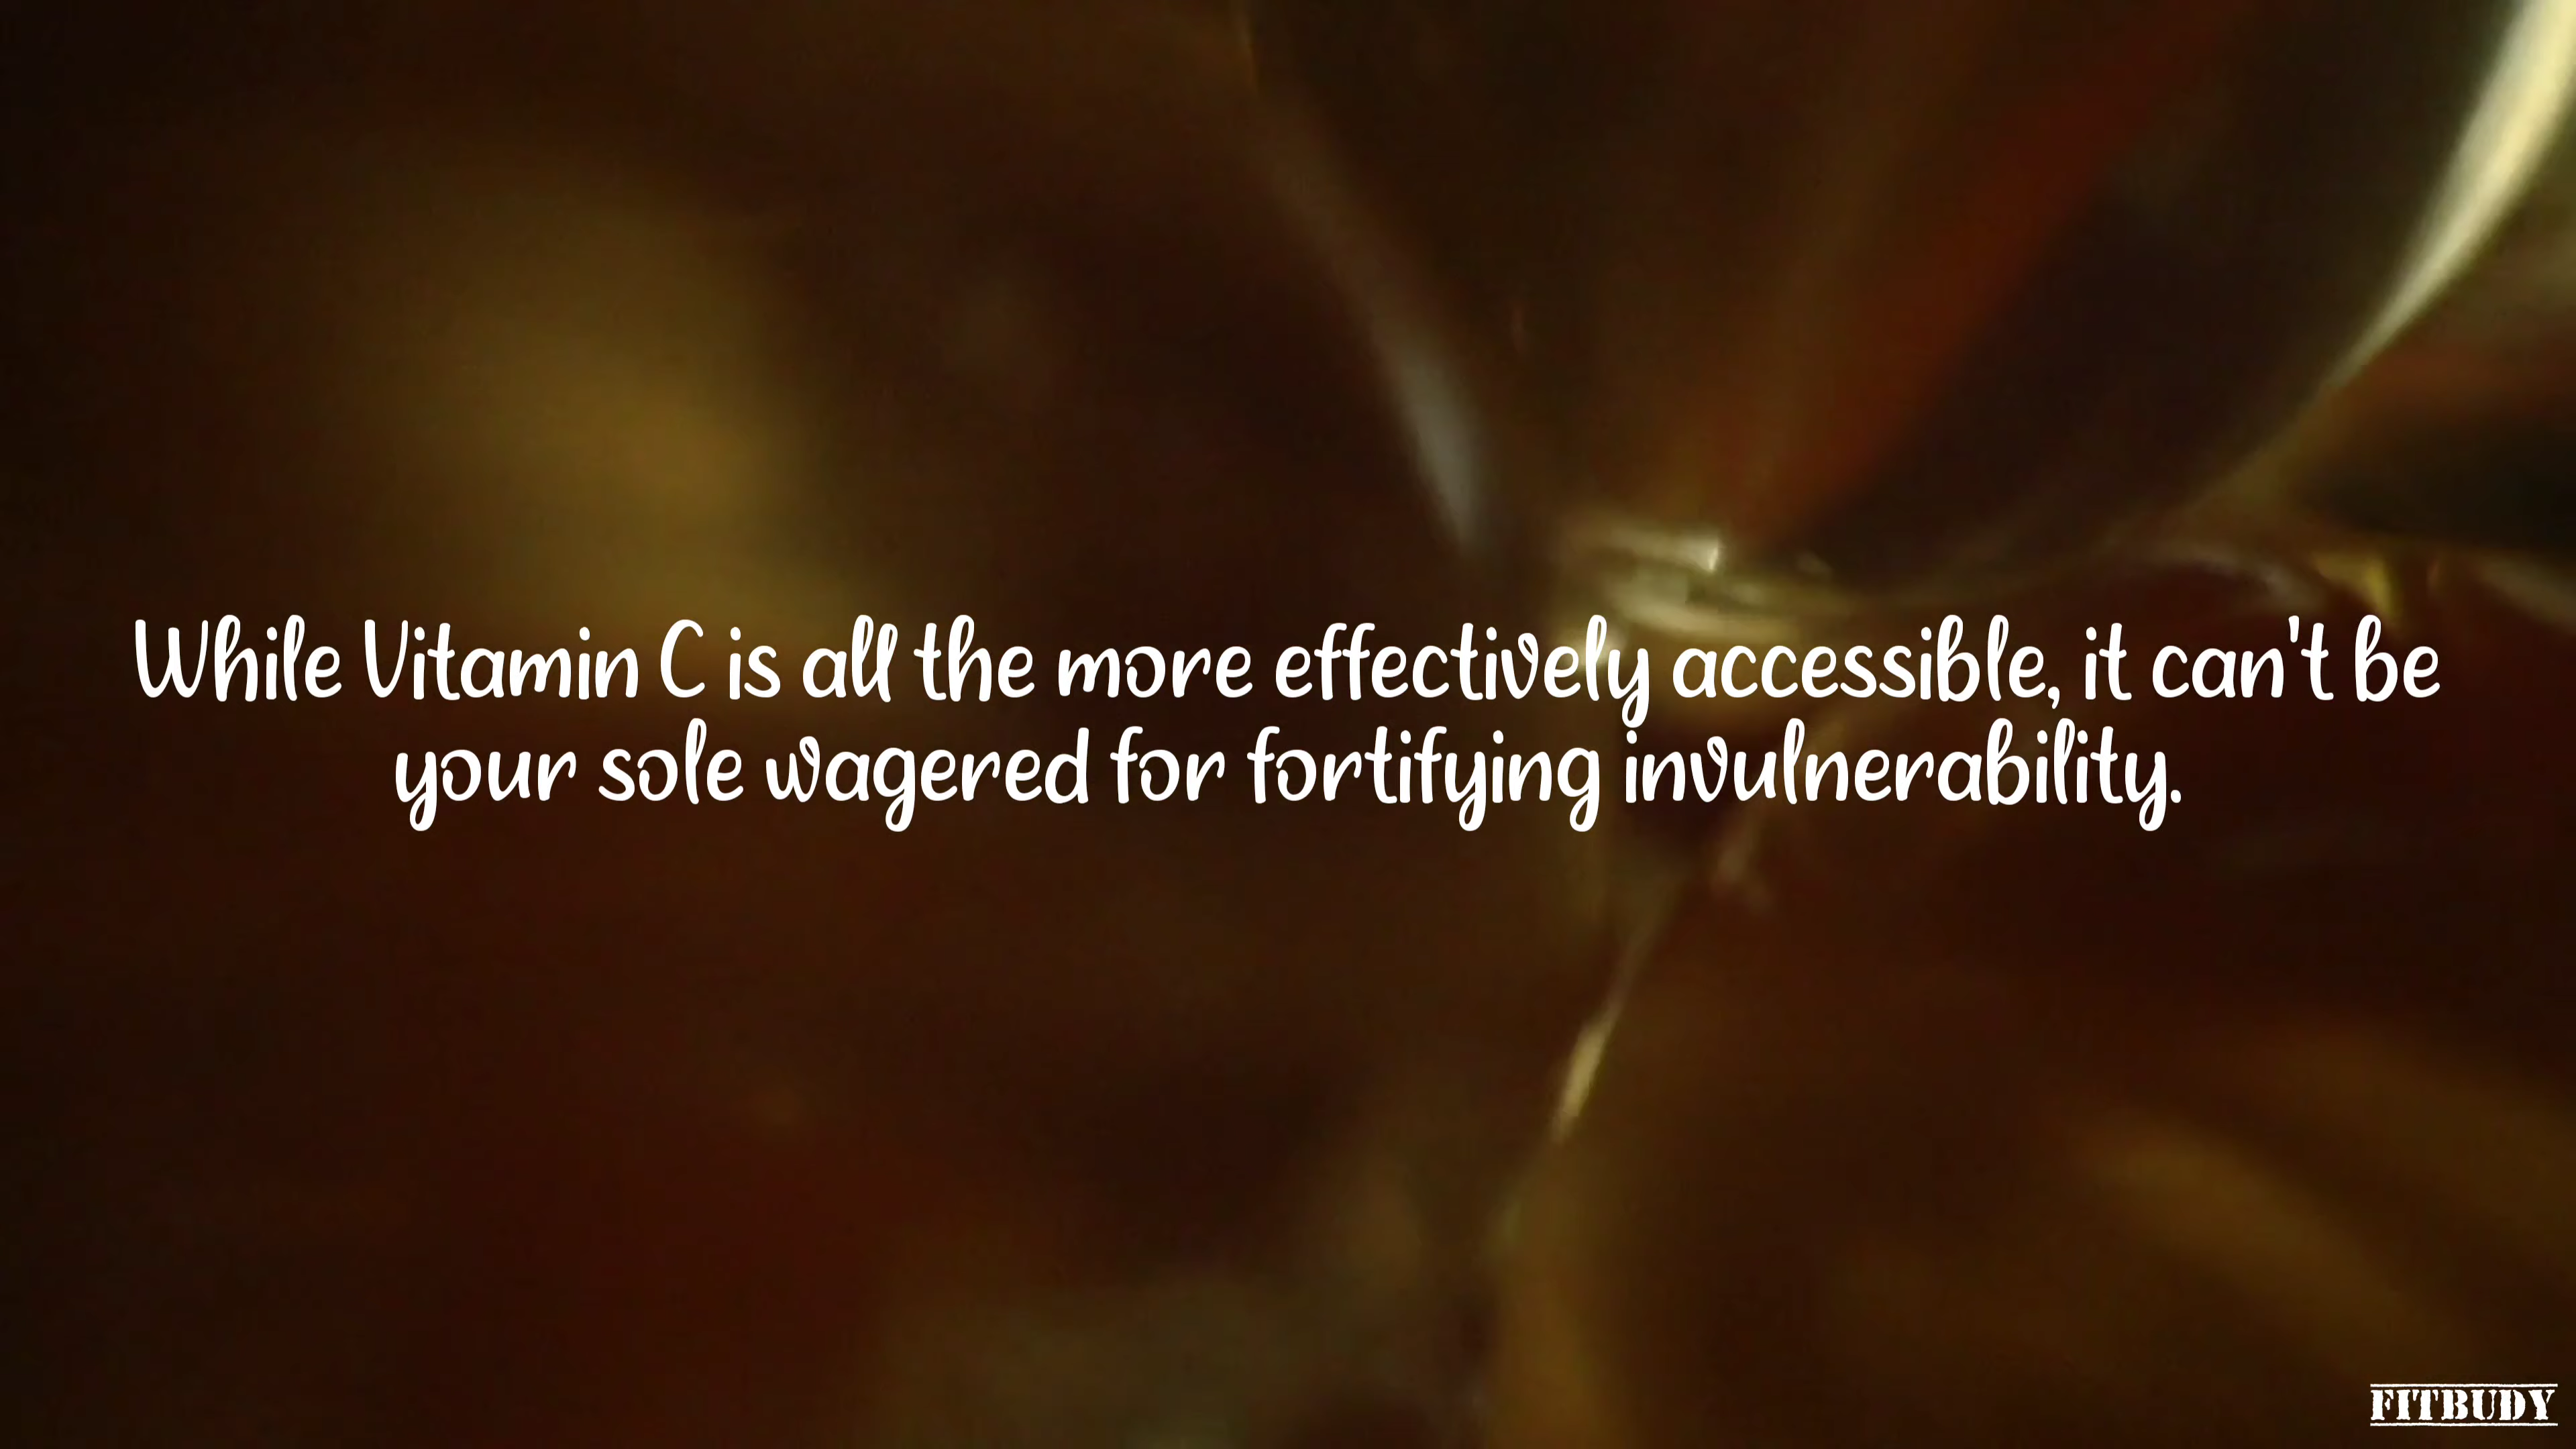 While Vitamin C is all the more effectively accessible, it can't be
your sole wagered for fortifying invulnerability.
FITBUDY